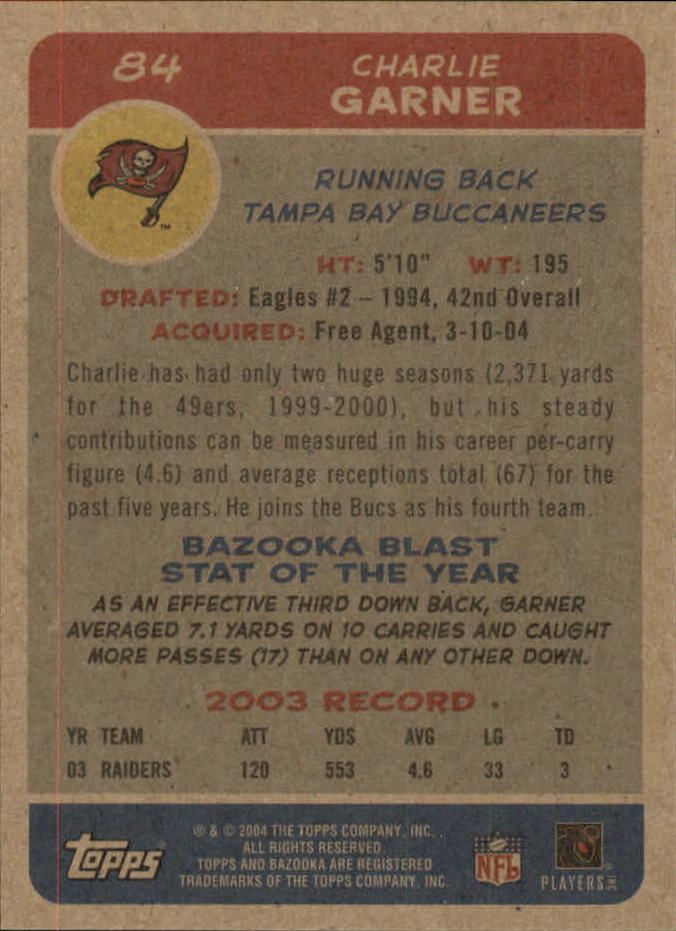 84
CHARLIE
GARNER
RUNNING BACK
TAMPA BAY BUCCANEERS
TM
HT: 5'10" WT: 195
DRAFTED: Eagles #2 – 1994, 42nd Overall
ACQUIRED: Free Agent, 3-10-04
Charlie has had only two huge seasons (2,371 yards
for the 49ers, 1999-2000), but his steady
contributions can be measured in his career per-carry
figure (4.6) and average receptions total (67) for the
past five years. He joins the Bucs as his fourth team.
BAZOOKA BLAST
STAT OF THE YEAR
AS AN EFFECTIVE THIRD DOWN BACK, GARNER
AVERAGED 7.1 YARDS ON 10 CARRIES AND CAUGHT
MORE PASSES (17) THAN ON ANY OTHER DOWN.
2003 RECORD
YR TEAM ATT YDS AVG LG TD
03 RAIDERS 120 553 4.6 33 3
topps
® & © 2004 THE TOPPS COMPANY, INC.,
ALL RIGHTS RESERVED.
TOPPS AND BAZOOKA ARE REGISTERED
TRADEMARKS OF THE TOPPS COMPANY, INC.
NFL
PLAYERS